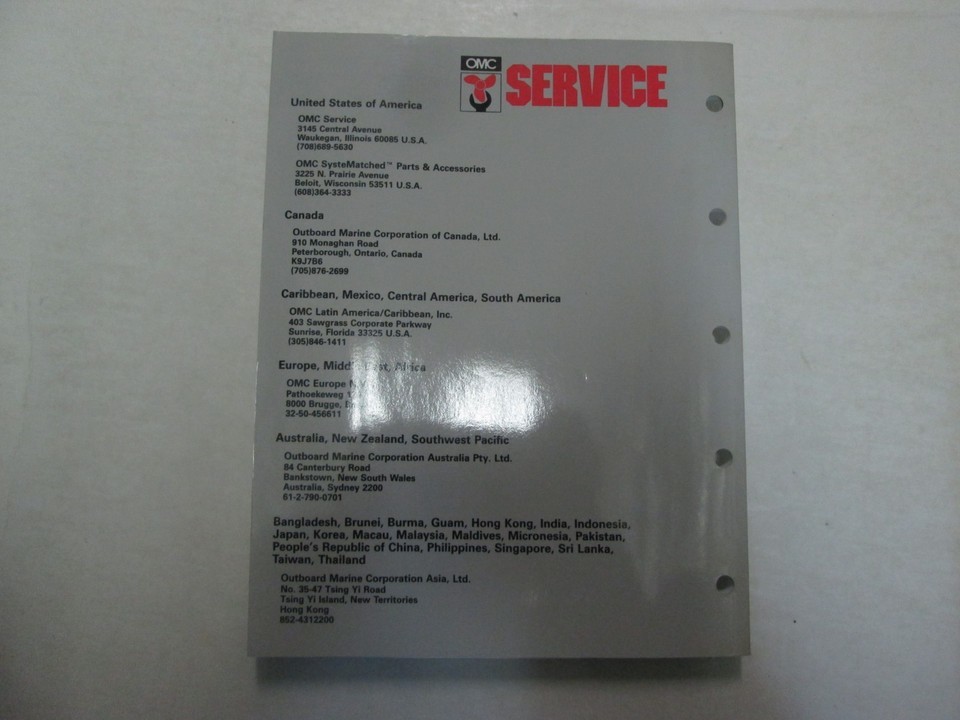 OMC
SERVICE
United States of America
OMC Service
3145 Central Avenue
Waukegan, Illinois 60085 U.S.A.
(708)689-5630
OMC SysteMatched™ Parts & Accessories
3225 N. Prairie Avenue
Beloit, Wisconsin 53511 U.S.A.
(608)364-3333
Canada
Outboard Marine Corporation of Canada, Ltd.
910 Monaghan Road
Peterborough, Ontario, Canada
K9J7B6
(705)876-2699
Caribbean, Mexico, Central America, South America
OMC Latin America/Caribbean, Inc.
403 Sawgrass Corporate Parkway
Sunrise, Florida 33325 U.S.A.
(305)846-1411
Europe, Middle East, Africa
OMC Europe
Pathoekeweg
8000 Brugge,
32-50-456611
Australia, New Zealand, Southwest Pacific
Outboard Marine Corporation Australia Pty. Ltd.
84 Canterbury Road
Bankstown, New South Wales
Australia, Sydney 2200
61-2-790-0701
Bangladesh, Brunei, Burma, Guam, Hong Kong, India, Indonesia,
Japan, Korea, Macau, Malaysia, Maldives, Micronesia, Pakistan,
People's Republic of China, Philippines, Singapore, Sri Lanka,
Taiwan, Thailand
Outboard Marine Corporation Asia, Ltd.
No. 35-47 Tsing Yi Road
Tsing Yi Island, New Territories
Hong Kong
852-4312200